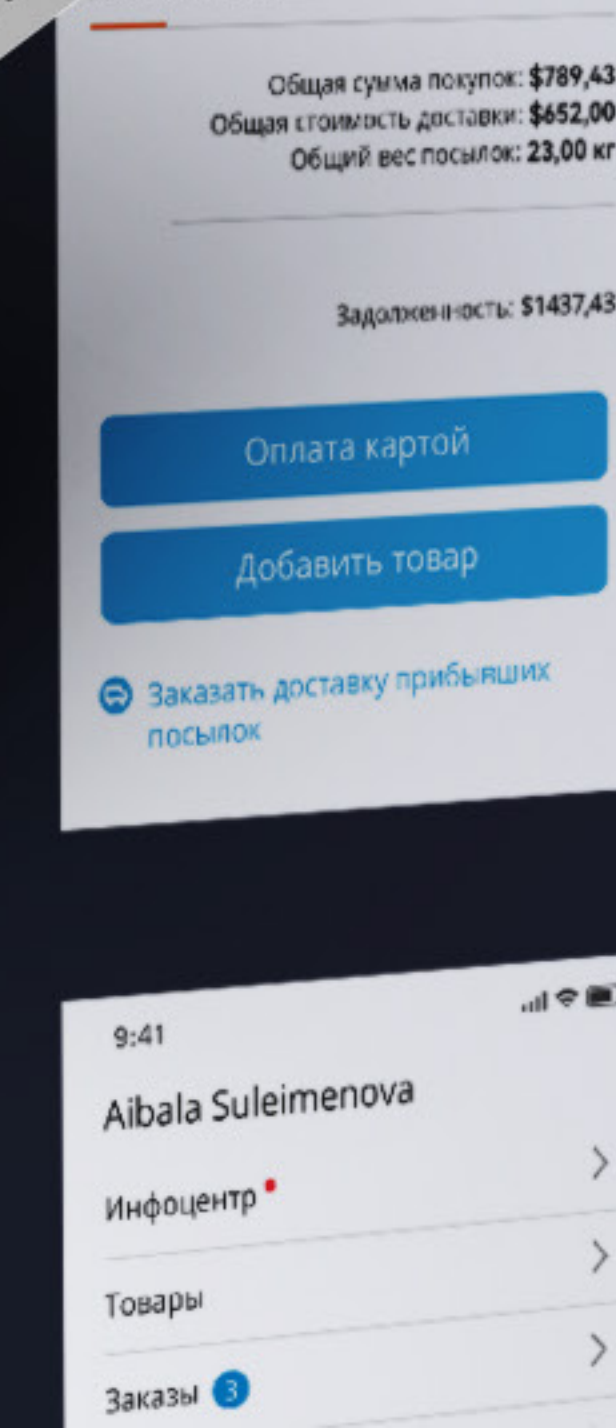 Общая сумма покупок: $789,43
Общая стоимость доставки: $652,00
Общий вес посылок: 23,00 кг
Задолженность: $1437,43
Оплата картой
Добавить товар
Заказать доставку прибывших
посылок
9:41
Aibala Suleimenova
Инфоцентр
Товары
Заказы 3